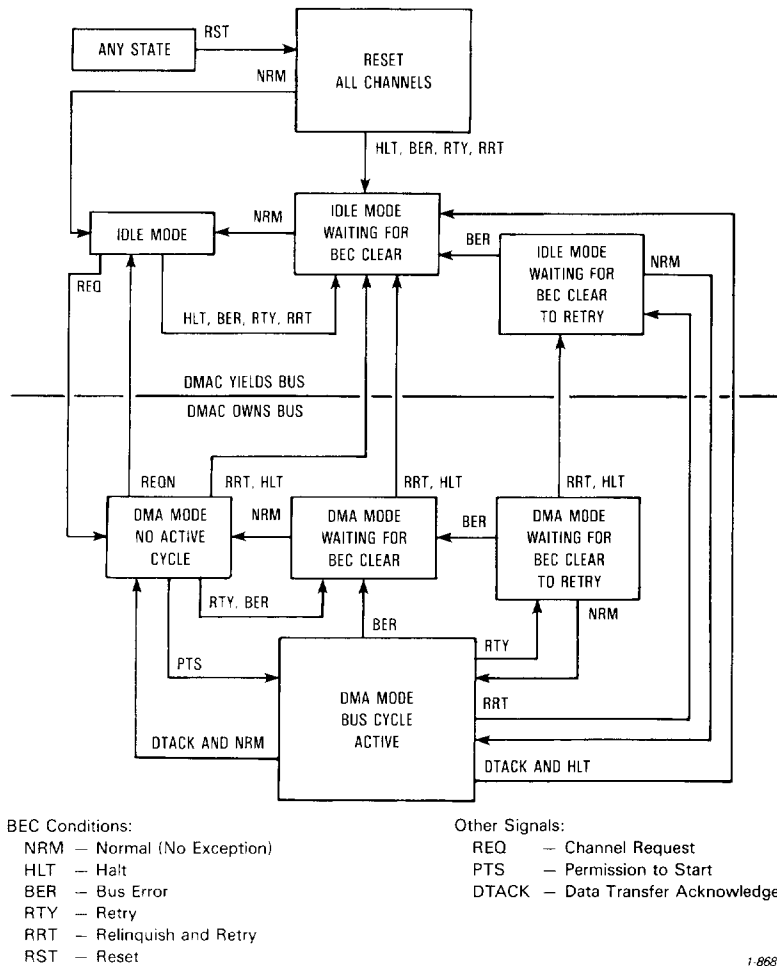 ANY STATE
RST
RESET
ALL CHANNELS
NRM
HLT, BER, RTY, RRT
IDLE MODE
NRM
IDLE MODE
WAITING FOR
BEC CLEAR
BER
IDLE MODE
WAITING FOR
BEC CLEAR
TO RETRY
NRM
REQ
HLT, BER, RTY, RRT
DMAC YIELDS BUS
DMAC OWNS BUS
REQN
RRT, HLT
RRT, HLT
RRT, HLT
DMA MODE
NO ACTIVE
CYCLE
NRM
DMA MODE
WAITING FOR
BEC CLEAR
BER
DMA MODE
WAITING FOR
BEC CLEAR
TO RETRY
RTY, BER
BER
NRM
PTS
RTY
DMA MODE
BUS CYCLE
ACTIVE
RRT
DTACK AND NRM
DTACK AND HLT
BEC Conditions:
NRM — Normal (No Exception)
HLT — Halt
BER — Bus Error
RTY — Retry
RRT — Relinquish and Retry
RST — Reset
Other Signals:
REQ — Channel Request
PTS — Permission to Start
DTACK — Data Transfer Acknowledge
1-868